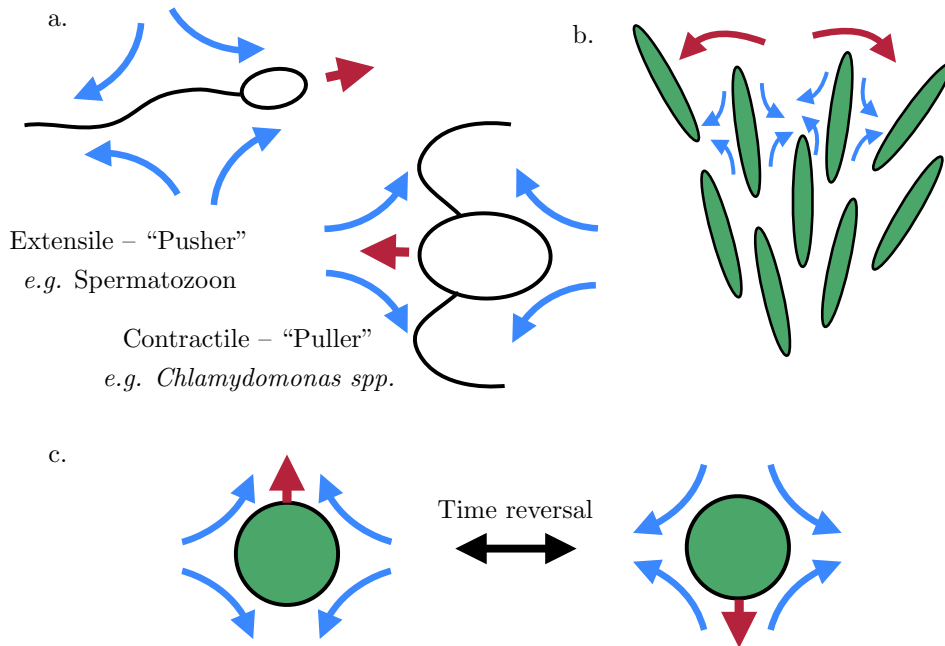 a.
b.
Extensile – “Pusher”
e.g. Spermatozoon
Contractile – “Puller”
e.g. Chlamydomonas spp.
c.
Time reversal